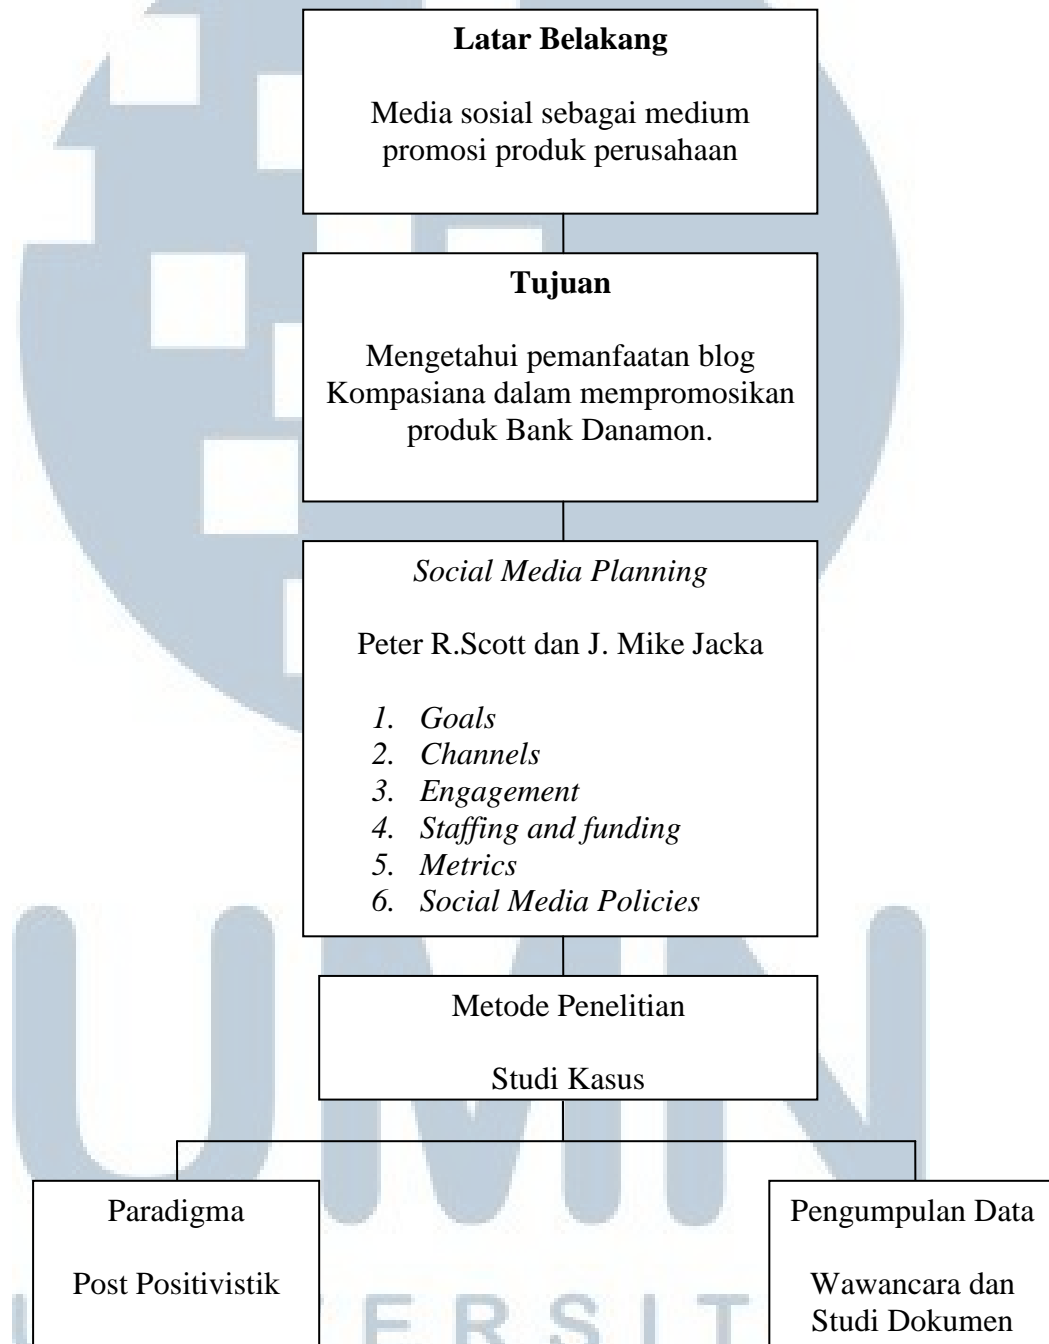 Latar Belakang
Media sosial sebagai medium
promosi produk perusahaan
Tujuan
Mengetahui pemanfaatan blog
Kompasiana dalam mempromosikan
produk Bank Danamon.
Social Media Planning
Peter R.Scott dan J. Mike Jacka
1. Goals
2. Channels
3. Engagement
4. Staffing and funding
5. Metrics
6. Social Media Policies
UMN
Metode Penelitian
Studi Kasus
Paradigma
Post Positivistik
Pengumpulan Data
Wawancara dan
Studi Dokumen